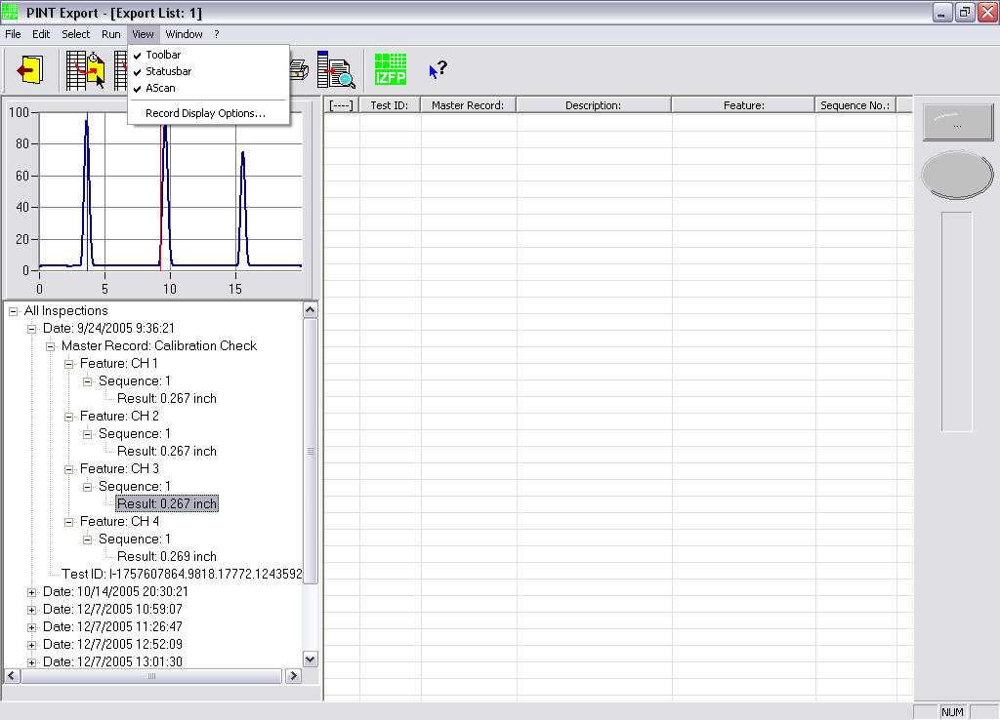 PINT Export - [Export List: 1]
File Edit Select Run View Window ?
Toolbar
Statusbar
AScan
Record Display Options...
IZFP
?
[----] Test ID: Master Record: Description: Feature: Sequence No.:
...
100
80
60
40
20
0
0 5 10 15
All Inspections
Date: 9/24/2005 9:36:21
Master Record: Calibration Check
Feature: CH 1
Sequence: 1
Result: 0.267 inch
Feature: CH 2
Sequence: 1
Result: 0.267 inch
Feature: CH 3
Sequence: 1
Result: 0.267 inch
Feature: CH 4
Sequence: 1
Result: 0.269 inch
Test ID: I-1757607864.9818.17772.1243592
Date: 10/14/2005 20:30:21
Date: 12/7/2005 10:59:07
Date: 12/7/2005 11:26:47
Date: 12/7/2005 12:52:09
Date: 12/7/2005 13:01:30
NUM